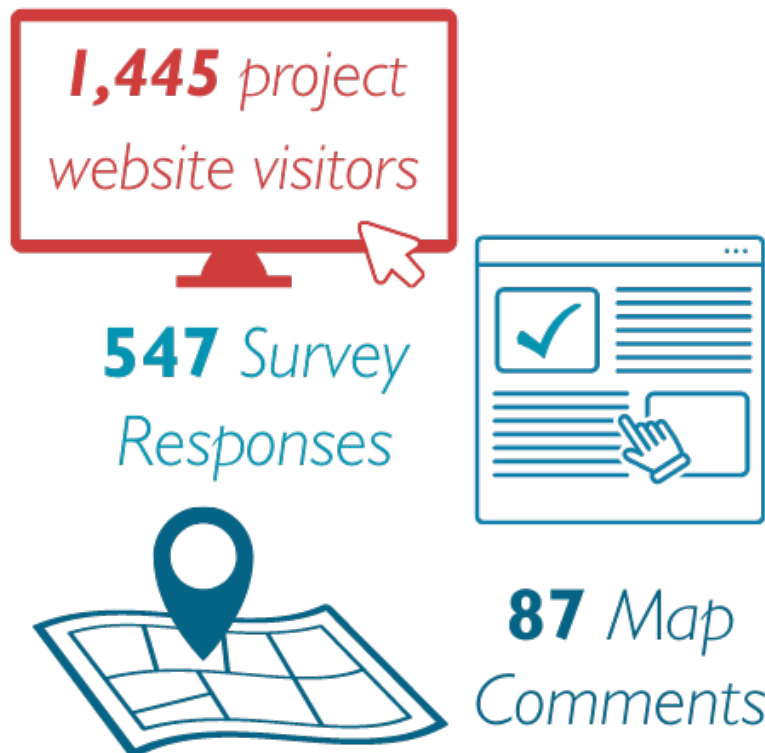 1,445 project
website visitors
547 Survey
Responses
87 Map
Comments